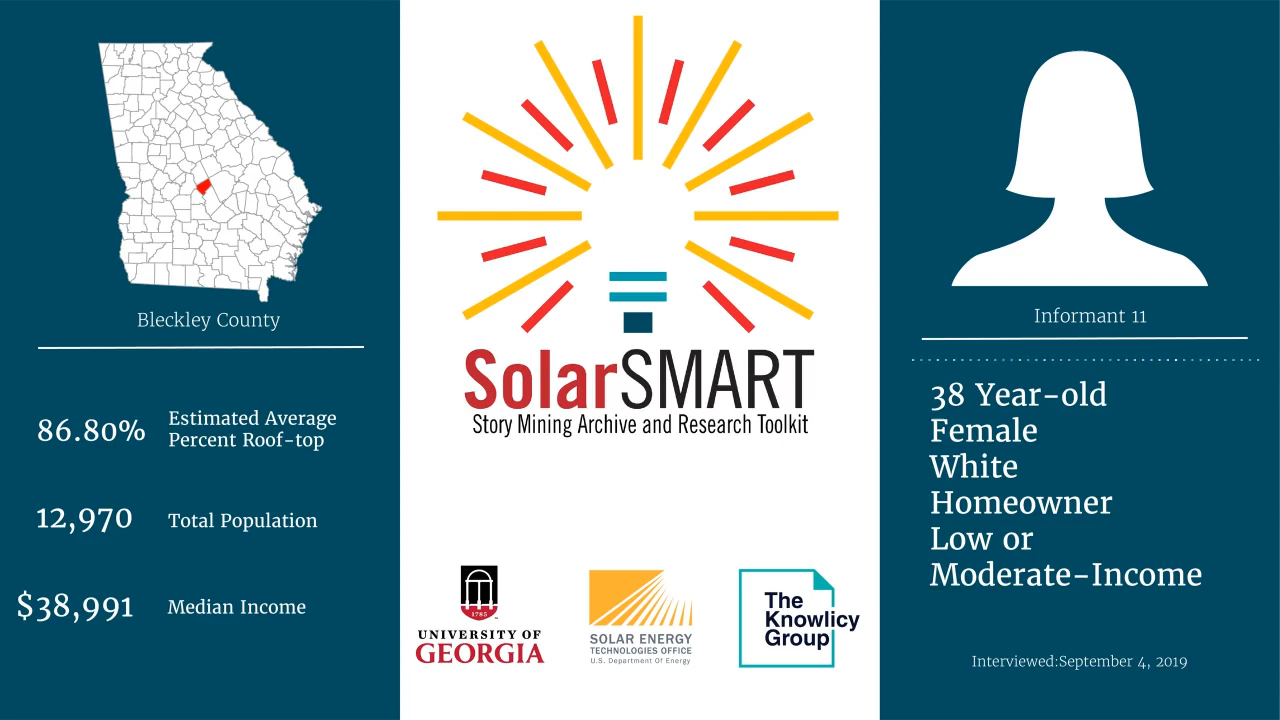 Bleckley County
86.80%
Estimated Average
Percent Roof-top
12,970
Total Population
$38,991
Median Income
SolarSMART
Story Mining Archive and Research Toolkit
1785
UNIVERSITY OF
GEORGIA
SOLAR ENERGY
TECHNOLOGIES OFFICE
U.S. Department Of Energy
The
Knowlicy
Group
Informant 11
38 Year-old
Female
White
Homeowner
Low or
Moderate-Income
Interviewed:September 4, 2019